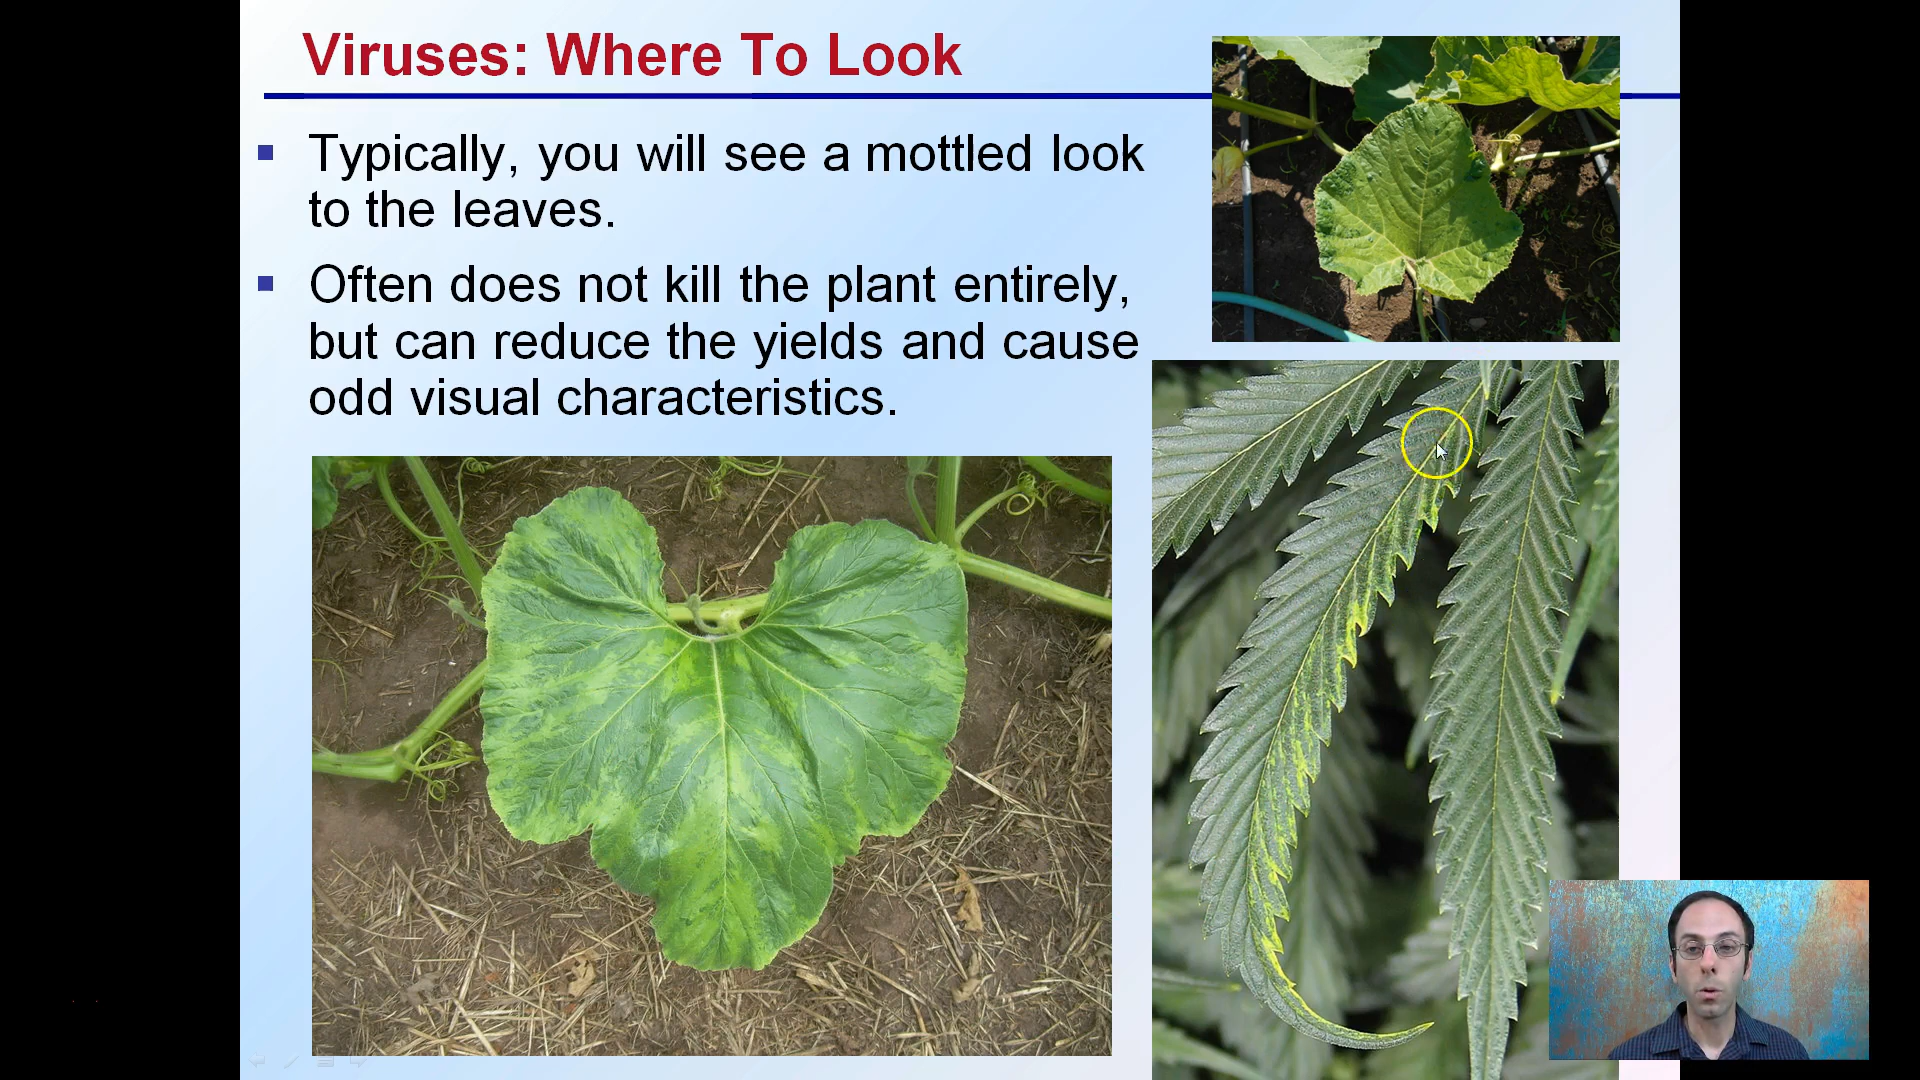 Viruses: Where To Look
Typically, you will see a mottled look
to the leaves.
Often does not kill the plant entirely,
but can reduce the yields and cause
odd visual characteristics.